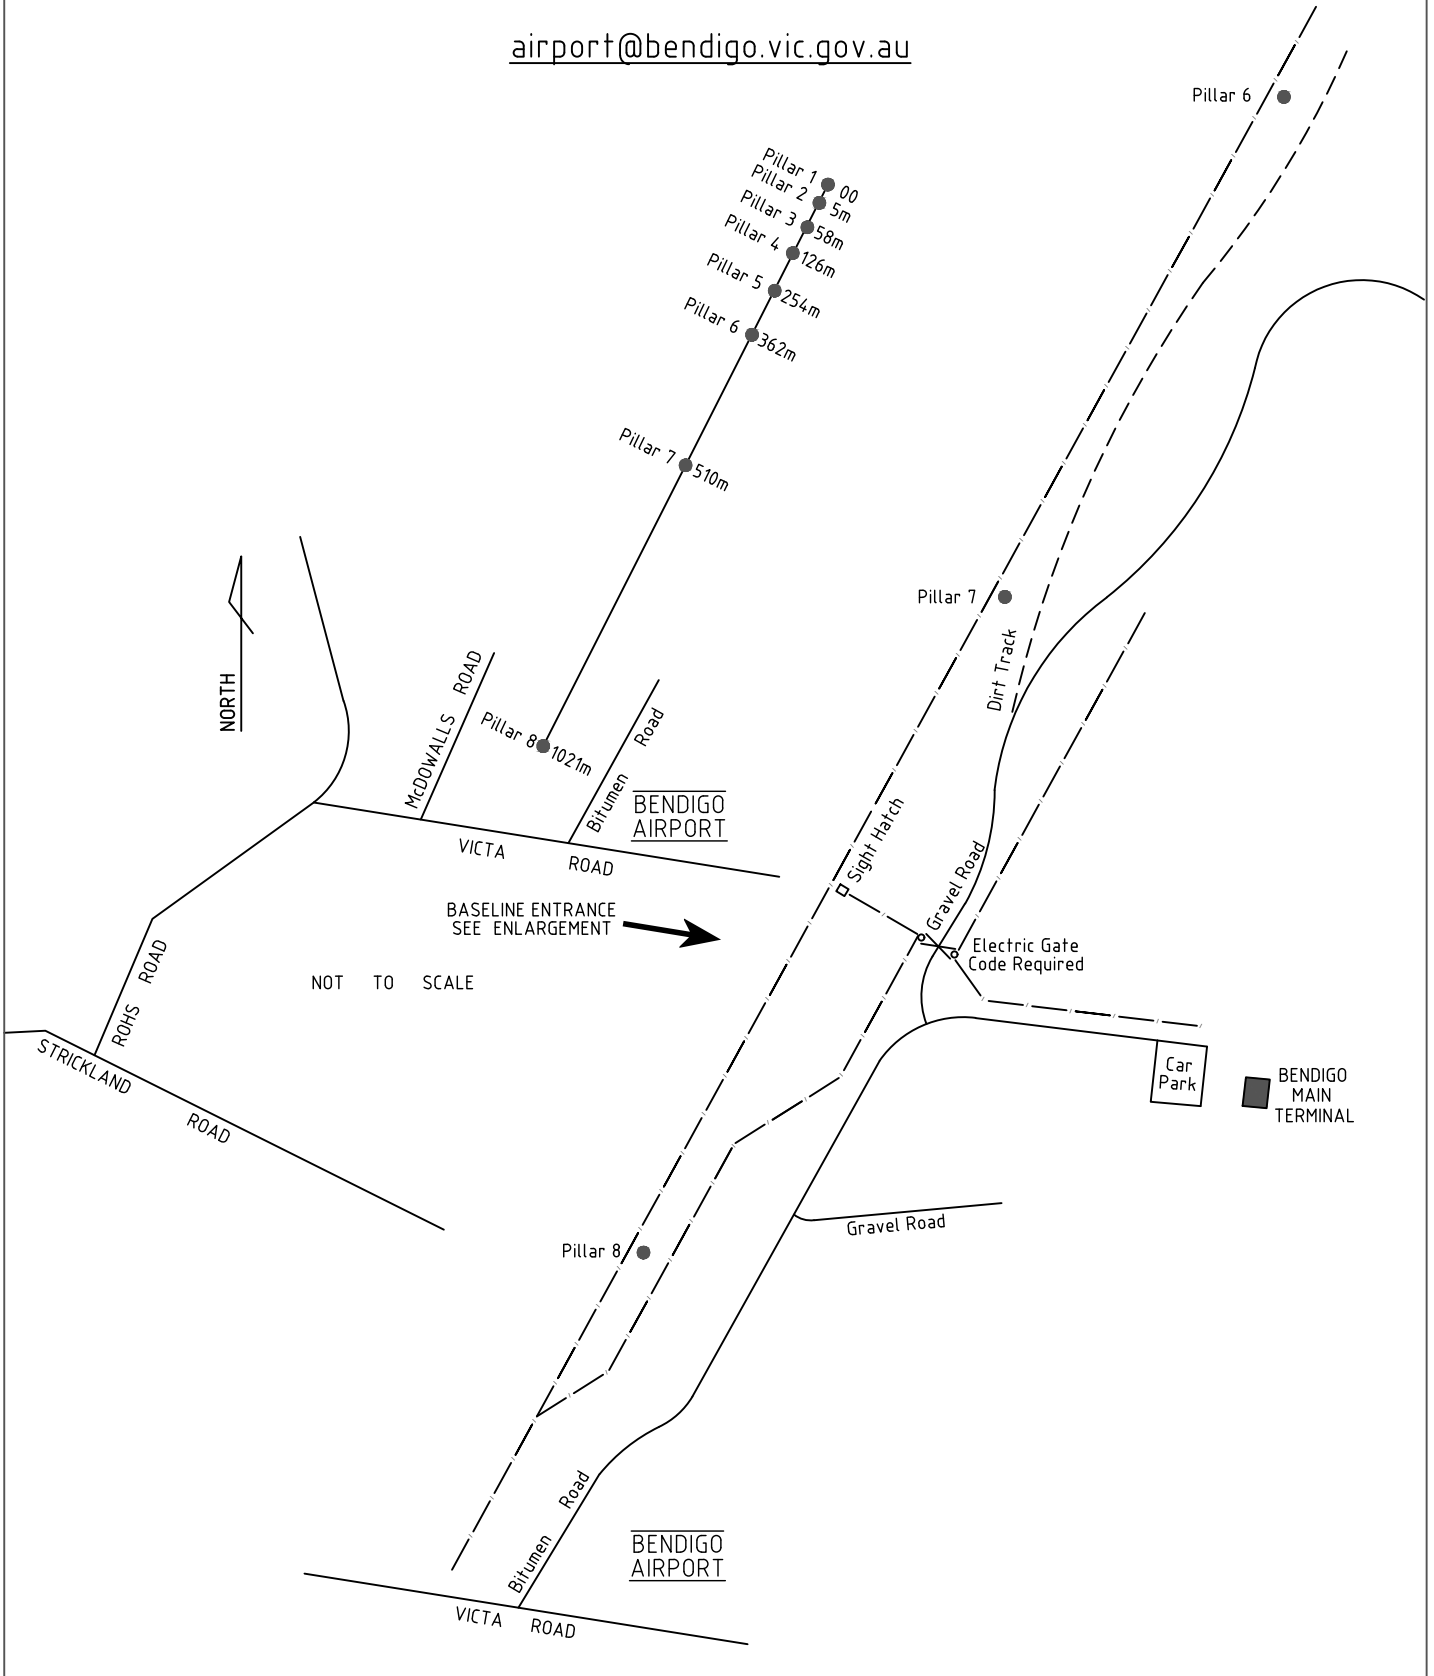 airport@bendigo.vic.gov.au
Pillar 6
Pillar 1
00
Pillar 2
5m
Pillar 3
58m
Pillar 4
126m
Pillar 5
254m
Pillar 6
362m
Pillar 7
510m
Pillar 7
Dirt Track
NORTH
McDOWALLS ROAD
Pillar 8
1021m
Bitumen Road
BENDIGO
AIRPORT
VICTA ROAD
Sight Hatch
Gravel Road
BASELINE ENTRANCE
SEE ENLARGEMENT
Electric Gate
Code Required
NOT TO SCALE
ROHS ROAD
STRICKLAND ROAD
Car
Park
BENDIGO
MAIN
TERMINAL
Gravel Road
Pillar 8
Bitumen Road
BENDIGO
AIRPORT
VICTA ROAD